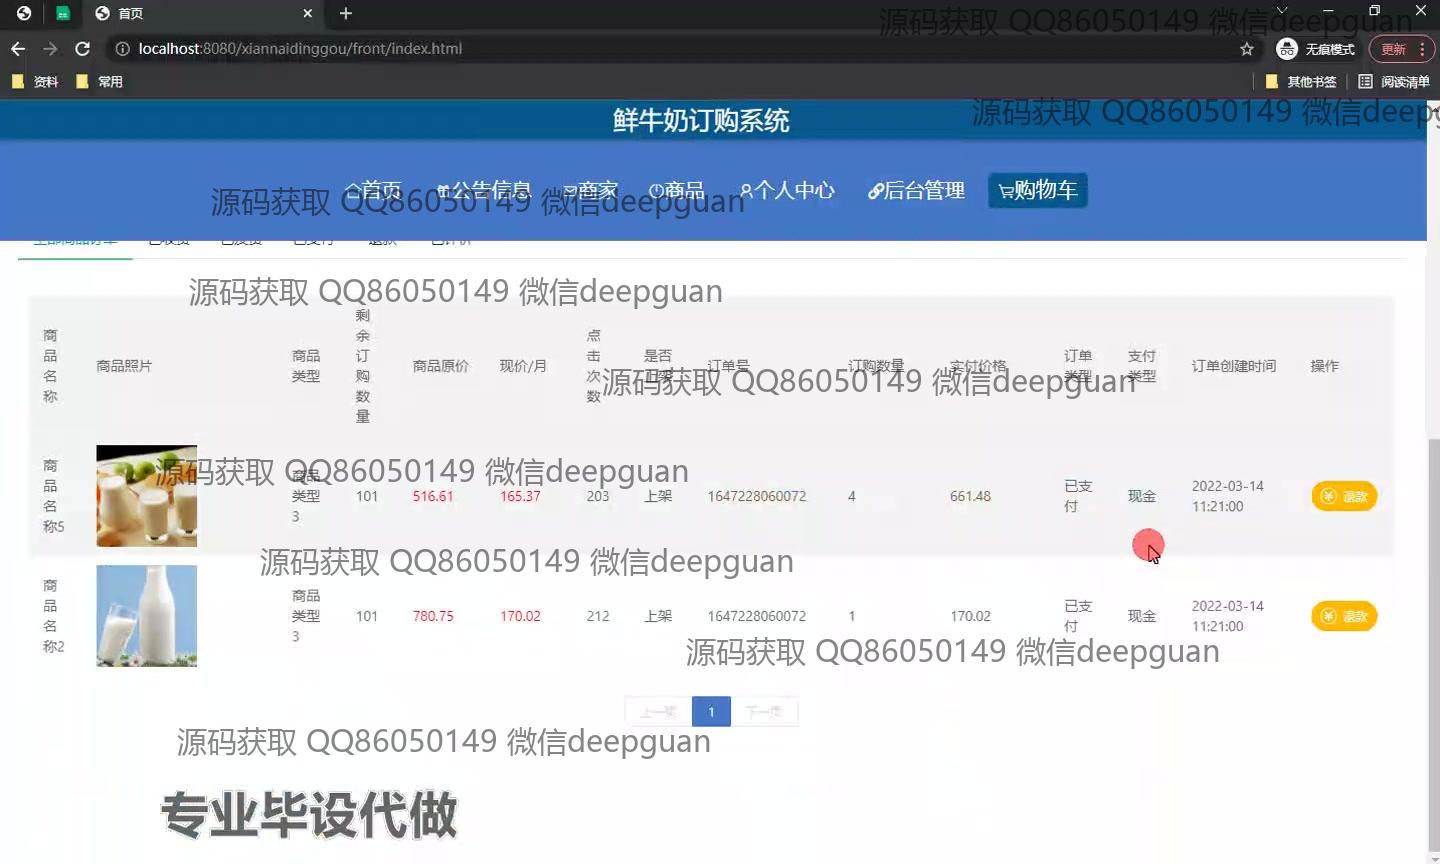 首页
localhost:8080/xiannaidinggou/front/index.html
无痕模式
更新
资料
常用
其他书签
阅读清单
源码获取 QQ86050149 微信deepguan
鲜牛奶订购系统
源码获取 QQ86050149 微信deepg
首页
公告信息
商家
商品
个人中心
后台管理
购物车
源码获取 QQ86050149 微信deepguan
全部商品订单
已收货
已发货
已支付
退款
已评价
源码获取 QQ86050149 微信deepguan
商品名称
商品照片
商品类型
剩余订购数量
商品原价
现价/月
点击次数
是否上架
订单号
订购数量
实付价格
订单类型
支付类型
订单创建时间
操作
源码获取 QQ86050149 微信deepguan
商品名称5
商品类型3
101
516.61
165.37
203
上架
1647228060072
4
661.48
已支付
现金
2022-03-14
11:21:00
退款
源码获取 QQ86050149 微信deepguan
源码获取 QQ86050149 微信deepguan
商品名称2
商品类型3
101
780.75
170.02
212
上架
1647228060072
1
170.02
已支付
现金
2022-03-14
11:21:00
退款
源码获取 QQ86050149 微信deepguan
上一页
1
下一页
源码获取 QQ86050149 微信deepguan
专业毕设代做